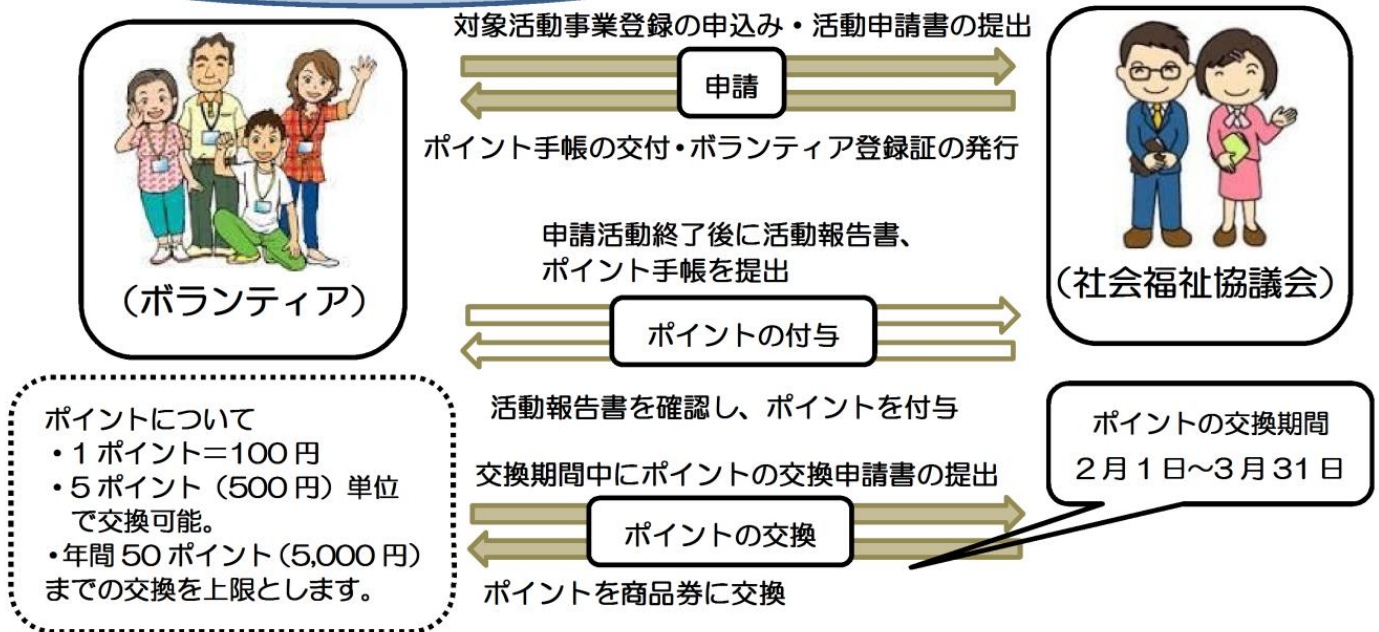 対象活動事業登録の申込み・活動申請書の提出
申請
ポイント手帳の交付・ボランティア登録証の発行
(ボランティア)
(社会福祉協議会)
申請活動終了後に活動報告書、
ポイント手帳を提出
ポイントの付与
活動報告書を確認し、ポイントを付与
ポイントについて
・1ポイント=100円
・5ポイント(500円)単位
で交換可能。
・年間50ポイント(5,000円)
までの交換を上限とします。
交換期間中にポイントの交換申請書の提出
ポイントの交換
ポイントを商品券に交換
ポイントの交換期間
2月1日~3月31日